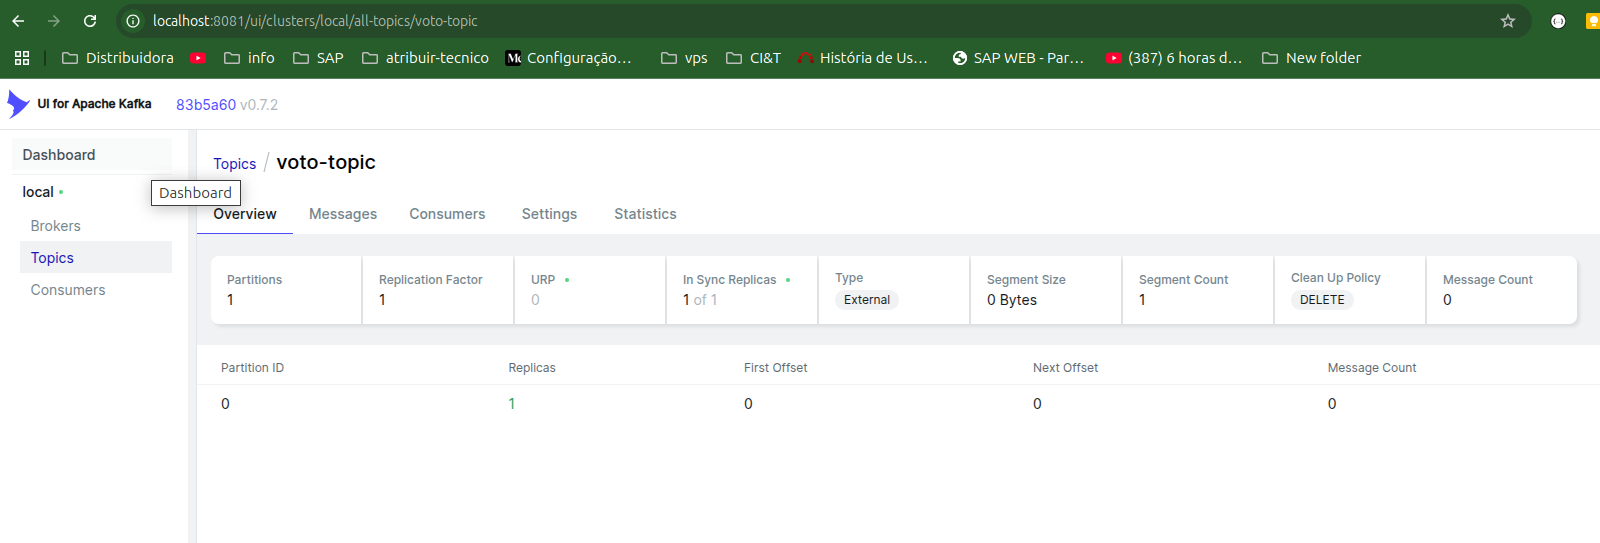 localhost:8081/ui/clusters/local/all-topics/voto-topic
Distribuidora info SAP atribuir-tecnico Configuração... vps CI&T História de Us... SAP WEB - Par... (387) 6 horas d... New folder
UI for Apache Kafka 83b5a60 v0.7.2
Dashboard
local
Dashboard
Brokers
Topics
Consumers
Topics / voto-topic
Overview Messages Consumers Settings Statistics
Partitions Replication Factor URP In Sync Replicas Type Segment Size Segment Count Clean Up Policy Message Count
1 1 0 1 of 1 External 0 Bytes 1 DELETE 0
Partition ID Replicas First Offset Next Offset Message Count
0 1 0 0 0